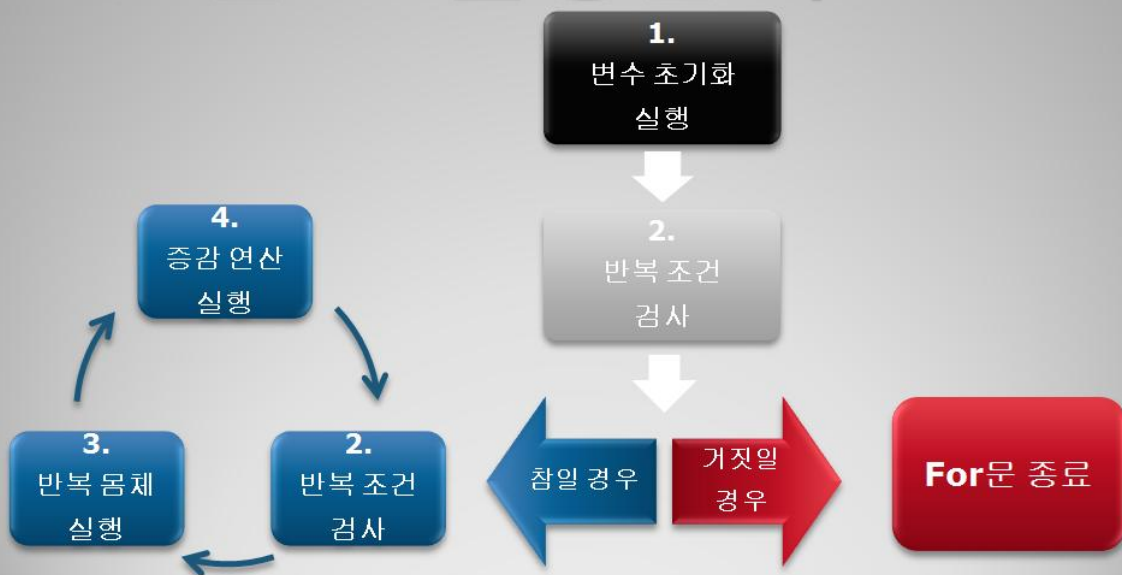 1.
변수 초기화
실행
2.
반복 조건
검사
4.
증감 연산
실행
3.
반복 몸체
실행
2.
반복 조건
검사
참일 경우
거짓일
경우
For문 종료